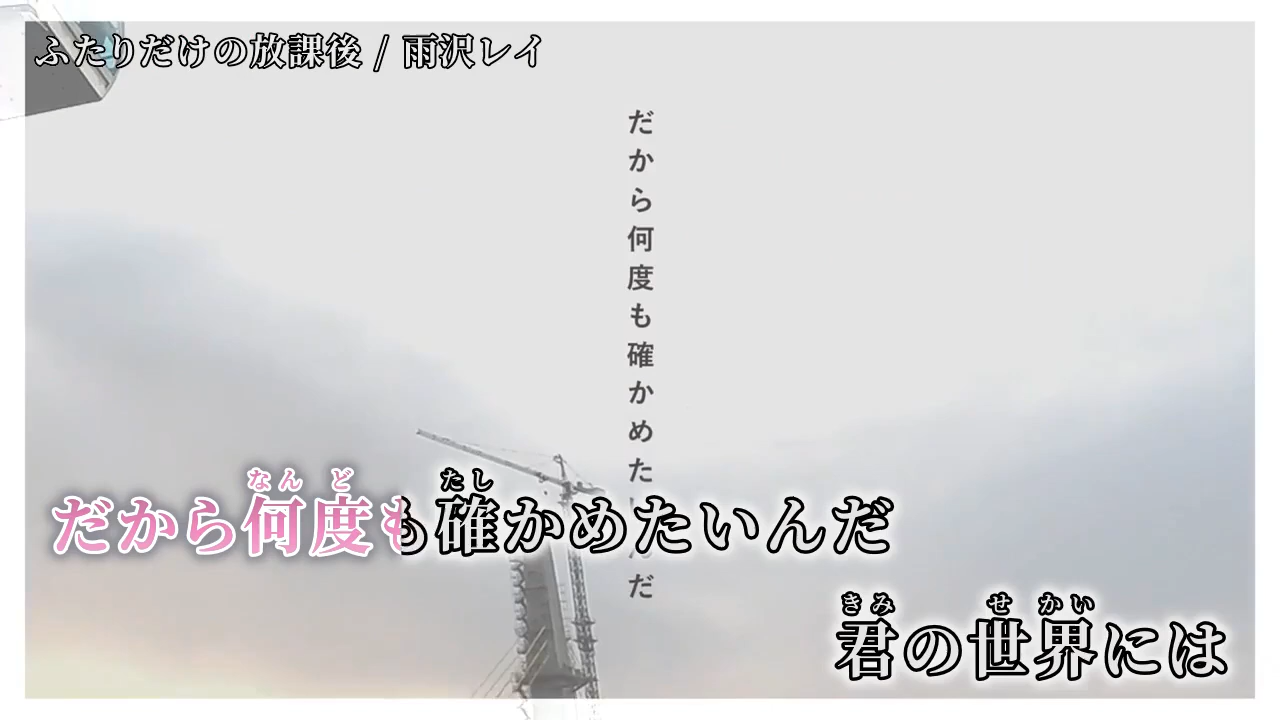 ふたりだけの放課後 / 雨沢レイ
だから何度も確かめたいんだ
なん ど たし
だから何度も確かめたいんだ
きみ せ かい
君の世界には